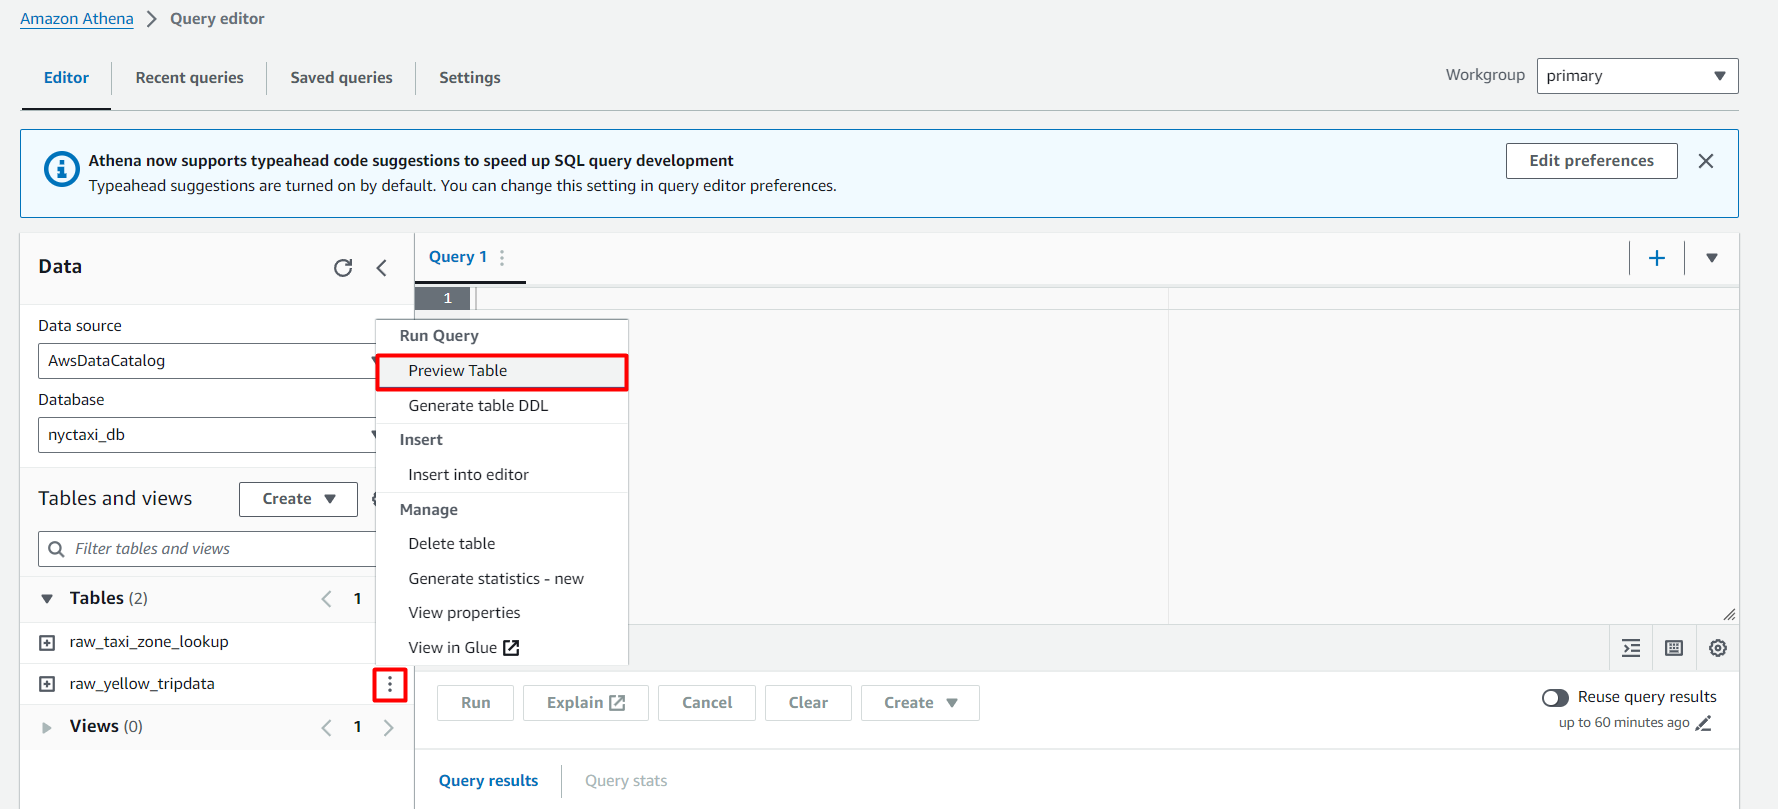 Amazon Athena > Query editor
Editor
Recent queries
Saved queries
Settings
Workgroup
primary
Athena now supports typeahead code suggestions to speed up SQL query development
Typeahead suggestions are turned on by default. You can change this setting in query editor preferences.
Edit preferences
Data
Data source
AwsDataCatalog
Database
nyctaxi_db
Tables and views
Create
Filter tables and views
Tables (2)
1
raw_taxi_zone_lookup
raw_yellow_tripdata
Views (0)
1
Run Query
Preview Table
Generate table DDL
Insert
Insert into editor
Manage
Delete table
Generate statistics - new
View properties
View in Glue
Query 1
1
Run
Explain
Cancel
Clear
Create
Reuse query results
up to 60 minutes ago
Query results
Query stats